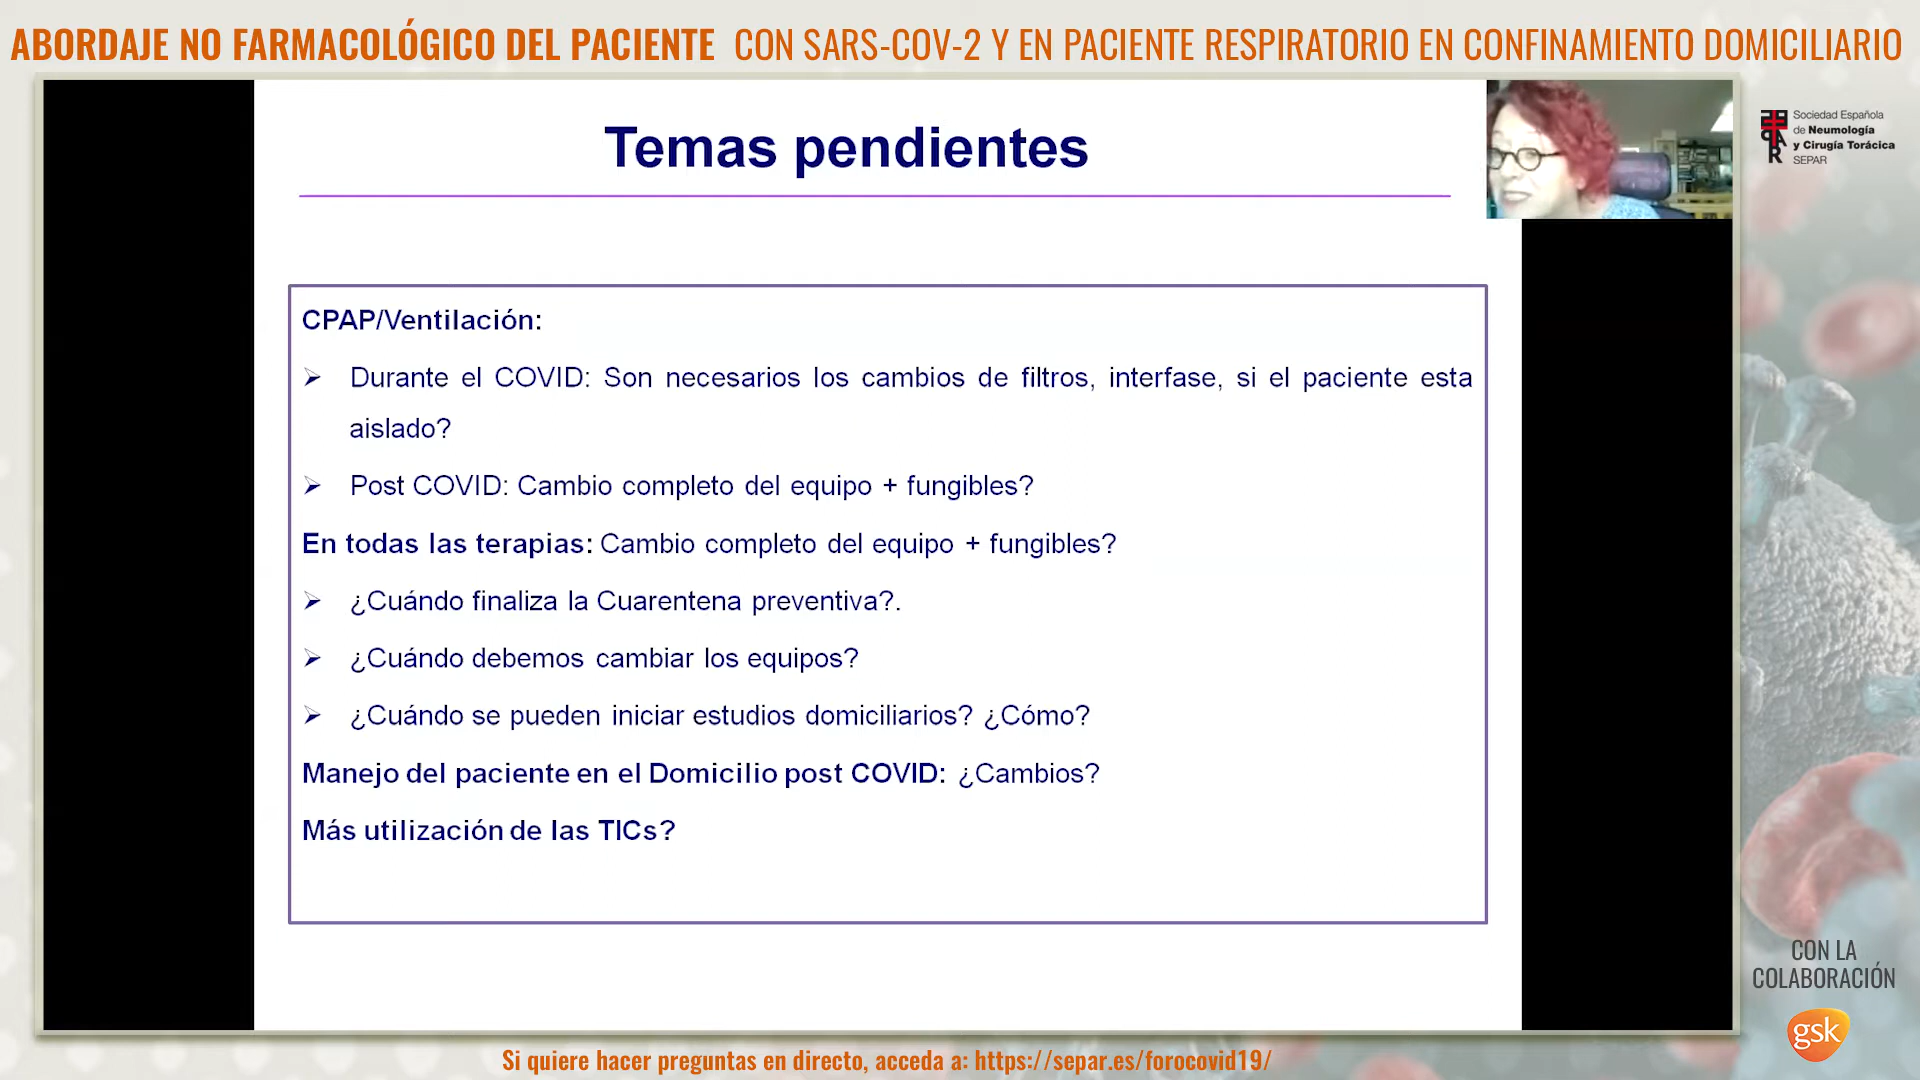 ABORDAJE NO FARMACOLÓGICO DEL PACIENTE CON SARS-COV-2 Y EN PACIENTE RESPIRATORIO EN CONFINAMIENTO DOMICILIARIO
Temas pendientes
Sociedad Española
de Neumología
y Cirugía Torácica
SEPAR
CPAP/Ventilación:
➢ Durante el COVID: Son necesarios los cambios de filtros, interfase, si el paciente esta
aislado?
➢ Post COVID: Cambio completo del equipo + fungibles?
En todas las terapias: Cambio completo del equipo + fungibles?
➢ ¿Cuándo finaliza la Cuarentena preventiva?.
➢ ¿Cuándo debemos cambiar los equipos?
➢ ¿Cuándo se pueden iniciar estudios domiciliarios? ¿Cómo?
Manejo del paciente en el Domicilio post COVID: ¿Cambios?
Más utilización de las TICs?
CON LA
COLABORACIÓN
gsk
Si quiere hacer preguntas en directo, acceda a: https://separ.es/forocovid19/